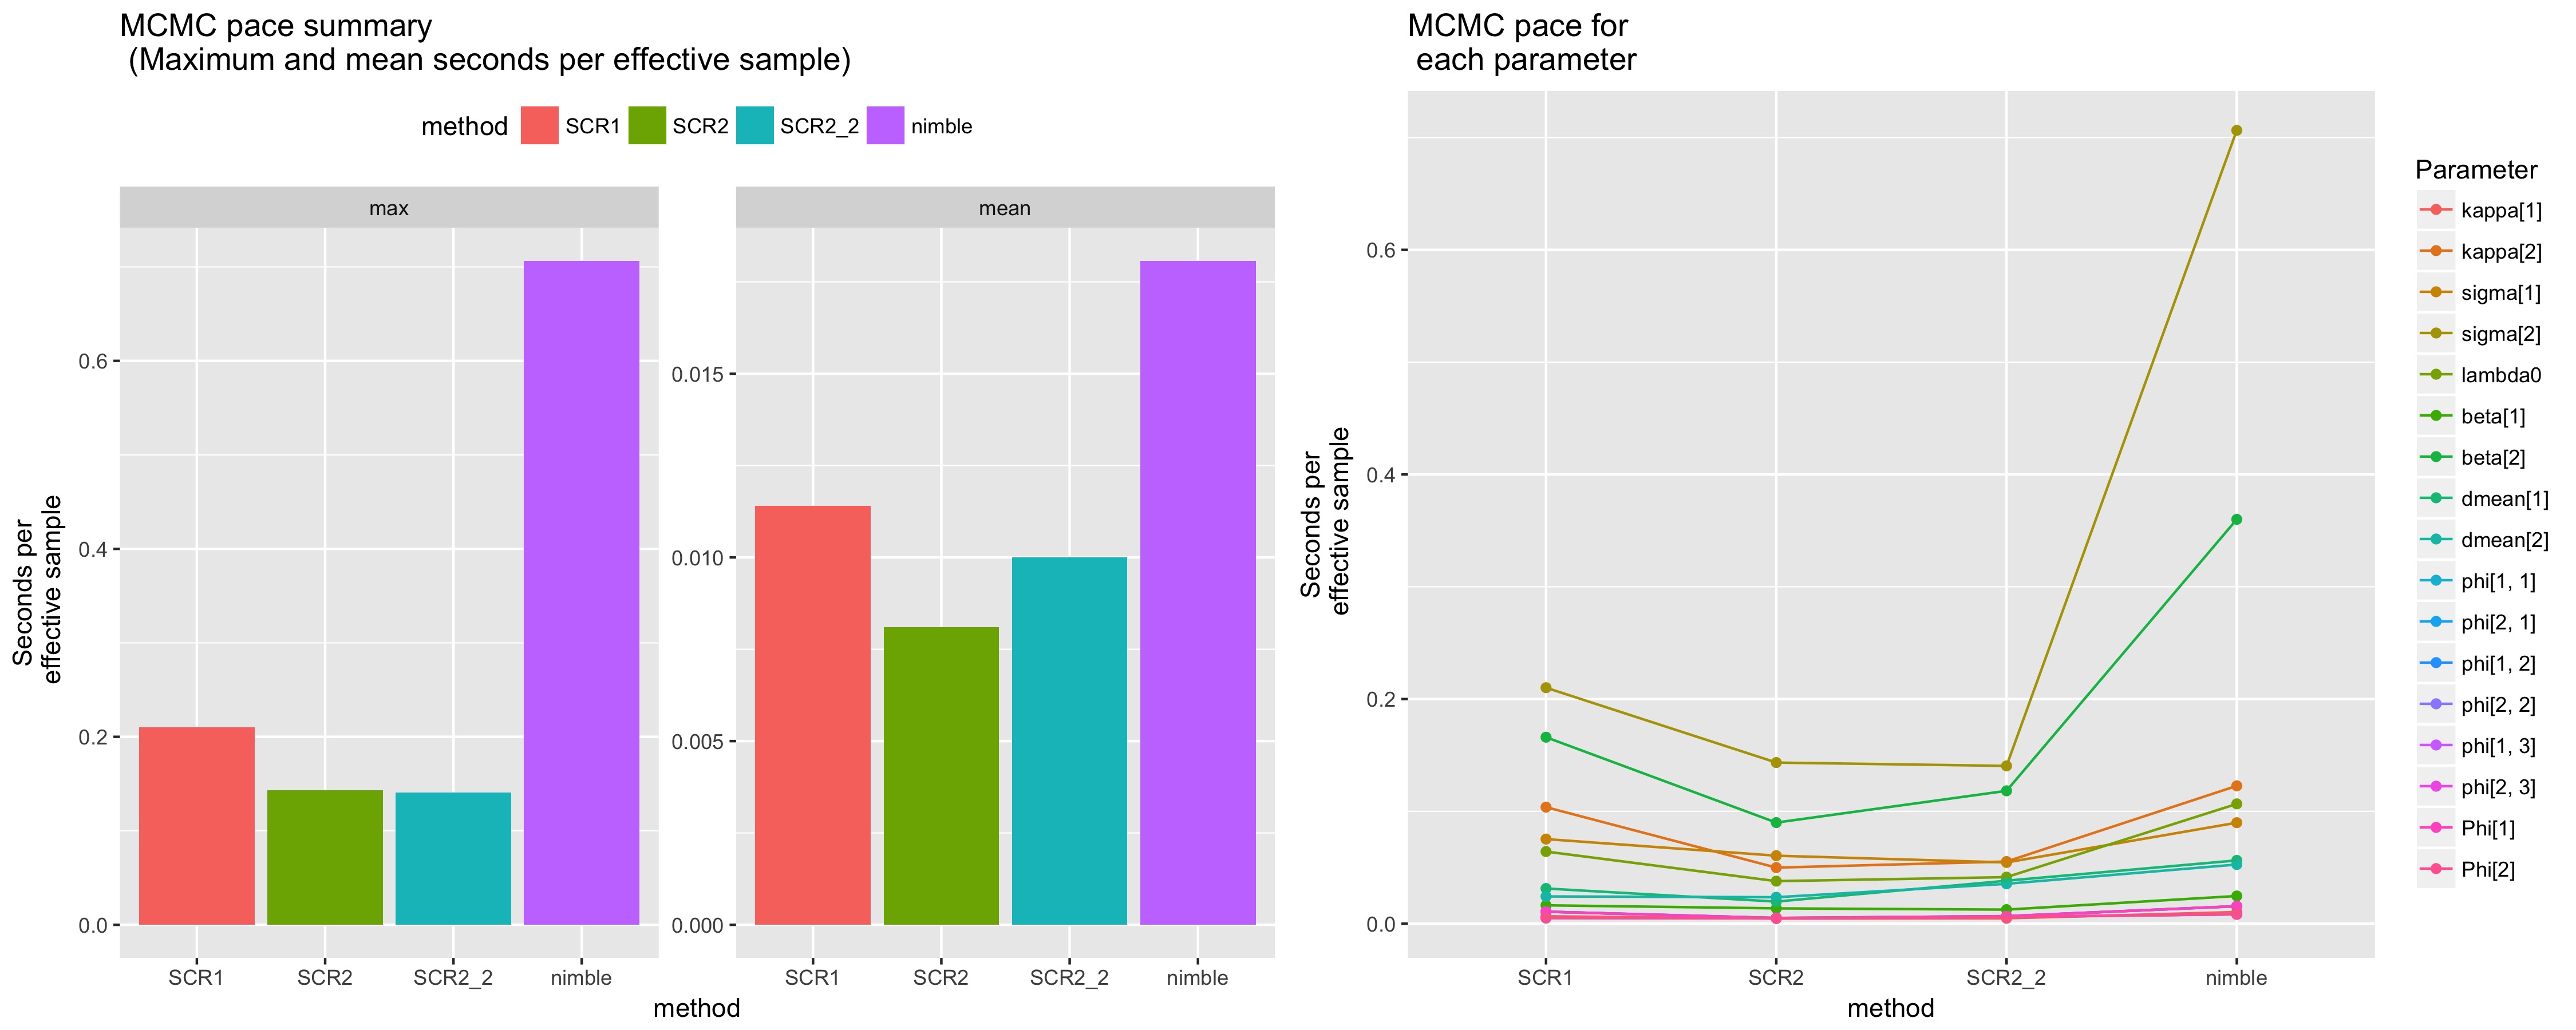 MCMC pace summary
(Maximum and mean seconds per effective sample)
method SCR1 SCR2 SCR2_2 nimble
max
mean
Seconds per
effective sample
0.6
0.4
0.2
0.0
0.015
0.010
0.005
0.000
SCR1 SCR2 SCR2_2 nimble
SCR1 SCR2 SCR2_2 nimble
method
MCMC pace for
each parameter
Seconds per
effective sample
0.6
0.4
0.2
0.0
SCR1 SCR2 SCR2_2 nimble
method
Parameter
kappa[1]
kappa[2]
sigma[1]
sigma[2]
lambda0
beta[1]
beta[2]
dmean[1]
dmean[2]
phi[1, 1]
phi[2, 1]
phi[1, 2]
phi[2, 2]
phi[1, 3]
phi[2, 3]
Phi[1]
Phi[2]